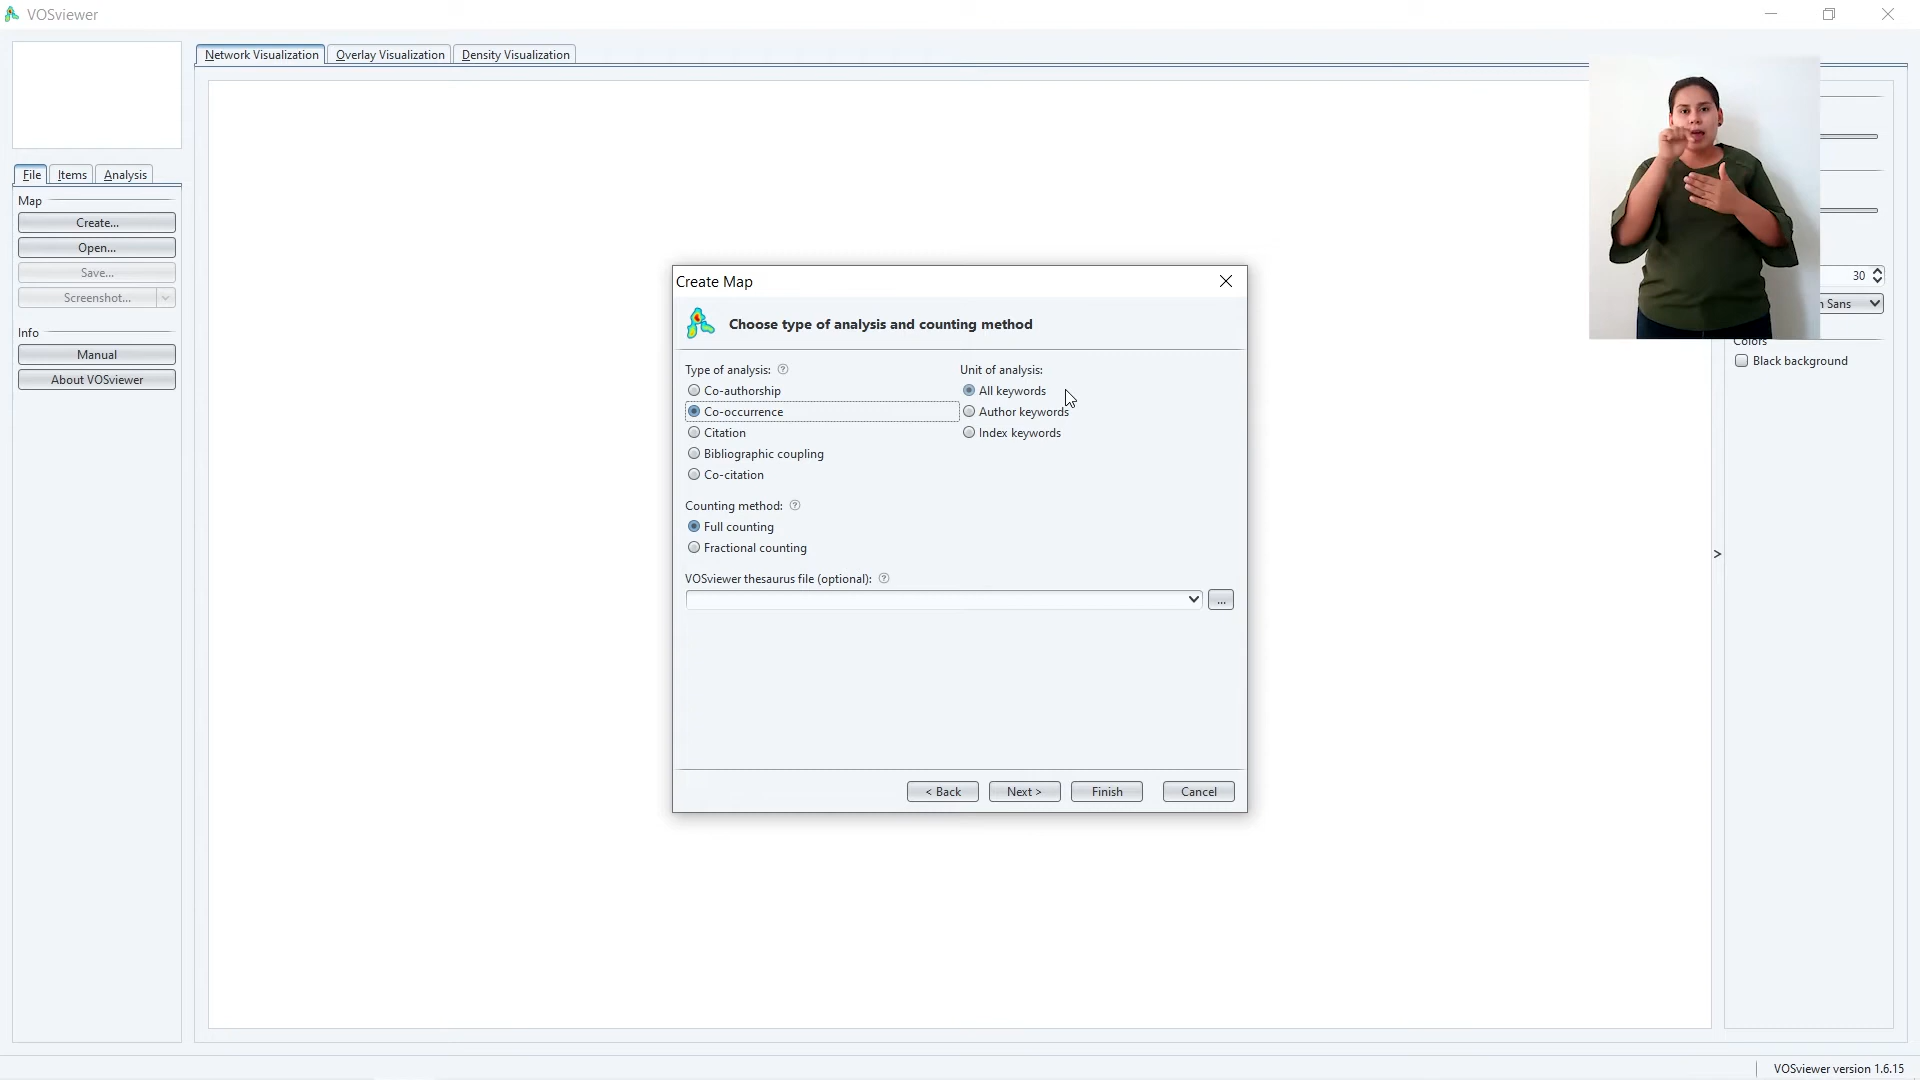 VOSviewer
Network Visualization
Overlay Visualization
Density Visualization
File
Items
Analysis
Map
Create...
Open...
Save...
Screenshot...
Info
Manual
About VOSviewer
Create Map
Choose type of analysis and counting method
Type of analysis:
Unit of analysis:
Co-authorship
All keywords
Co-occurrence
Author keywords
Citation
Index keywords
Bibliographic coupling
Co-citation
Counting method:
Full counting
Fractional counting
VOSviewer thesaurus file (optional):
...
< Back
Next >
Finish
Cancel
30
Sans
Colors
Black background
>
VOSviewer version 1.6.15